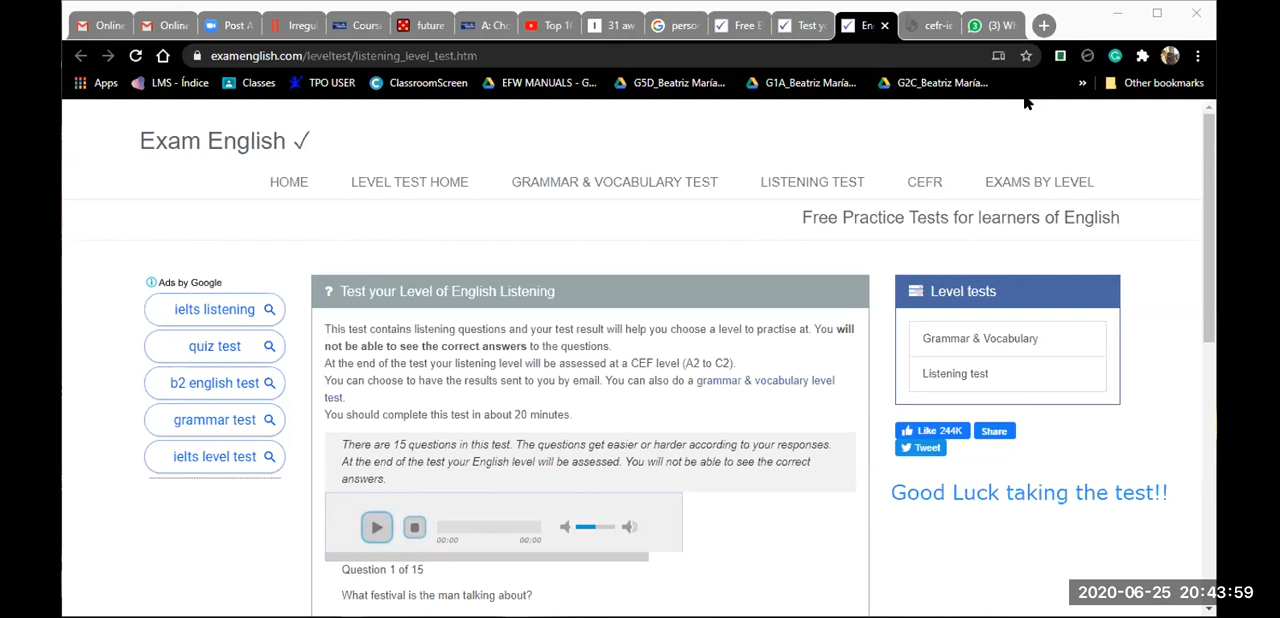 Online
Online
Post A
Irregu
Course
future
A: Cho
Top 10
31 aw
perso
Free E
Test y
En
cefr-ie
(3) Wh
examenglish.com/leveltest/listening_level_test.htm
Apps
LMS - Índice
Classes
TPO USER
ClassroomScreen
EFW MANUALS - G...
G5D_Beatriz María...
G1A_Beatriz María...
G2C_Beatriz María...
»
Other bookmarks
Exam English ✓
HOME
LEVEL TEST HOME
GRAMMAR & VOCABULARY TEST
LISTENING TEST
CEFR
EXAMS BY LEVEL
Free Practice Tests for learners of English
Ads by Google
ielts listening
quiz test
b2 english test
grammar test
ielts level test
? Test your Level of English Listening
This test contains listening questions and your test result will help you choose a level to practise at. You will
not be able to see the correct answers to the questions.
At the end of the test your listening level will be assessed at a CEF level (A2 to C2).
You can choose to have the results sent to you by email. You can also do a grammar & vocabulary level
test.
You should complete this test in about 20 minutes.
There are 15 questions in this test. The questions get easier or harder according to your responses.
At the end of the test your English level will be assessed. You will not be able to see the correct
answers.
00:00
00:00
Question 1 of 15
What festival is the man talking about?
Level tests
Grammar & Vocabulary
Listening test
Like 244K
Share
Tweet
Good Luck taking the test!!
2020-06-25 20:43:59